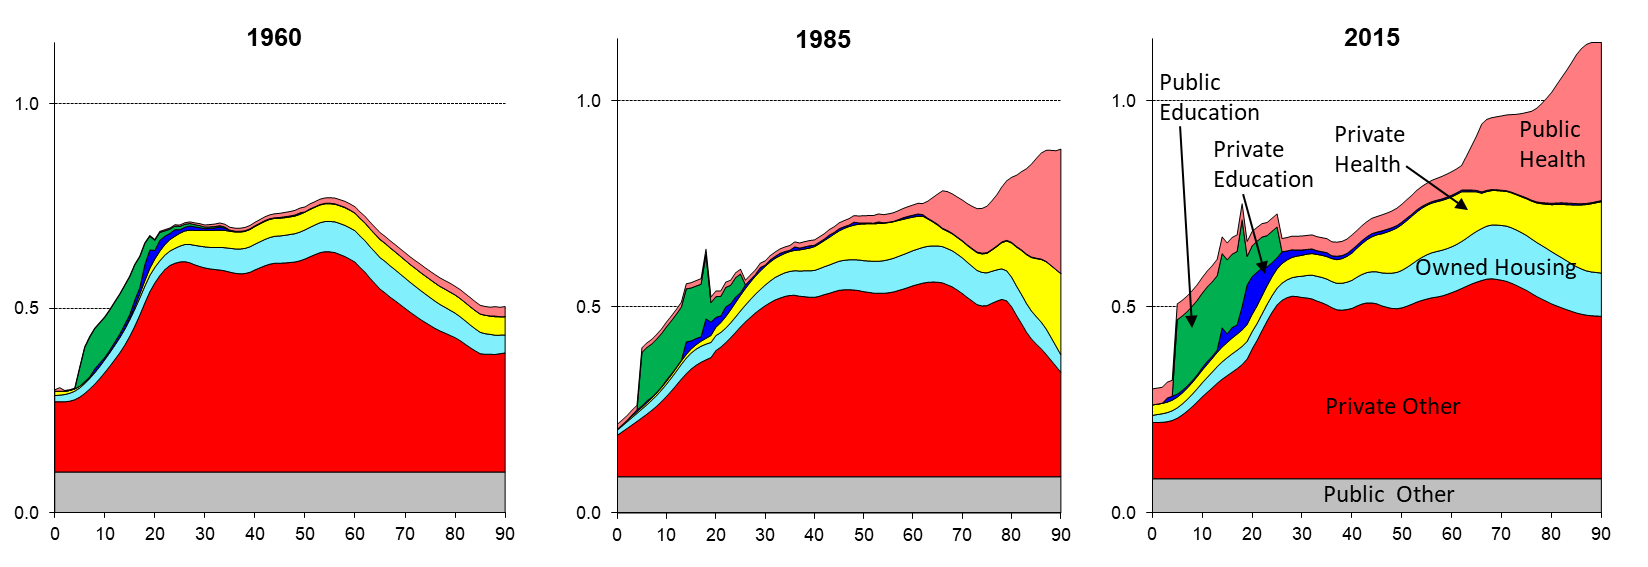 1960
1.0
0.5
0.0
0 10 20 30 40 50 60 70 80 90
1985
1.0
0.5
0.0
0 10 20 30 40 50 60 70 80 90
2015
1.0
0.5
0.0
0 10 20 30 40 50 60 70 80 90
Public
Education
Private
Education
Private
Health
Public
Health
Owned Housing
Private Other
Public Other